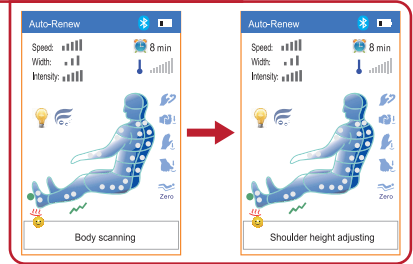 Auto-Renew
Speed:
8 min
Width:
Intensity:
Zero
Body scanning
Auto-Renew
Speed:
8 min
Width:
Intensity:
Zero
Shoulder height adjusting